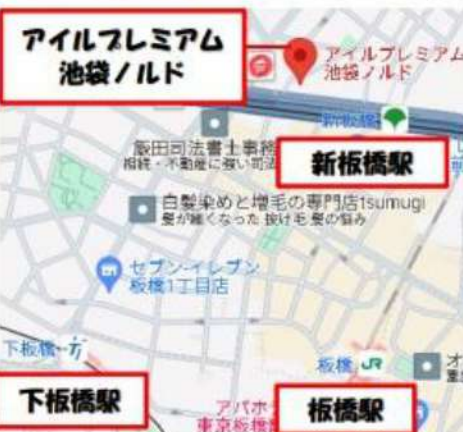 アイルプレミアム
池袋ノルド
アイルプレミアム
池袋ノルド
新板橋
飯田司法書士事務
相続・不動産に強い司法
新板橋駅
白髪染めと増毛の専門店tsumugi
髪が細くなった 抜け毛 髪の悩み
セブン-イレブン
板橋1丁目店
下板橋
板橋 JR
オ
下板橋駅
アパホ
東京板橋
板橋駅